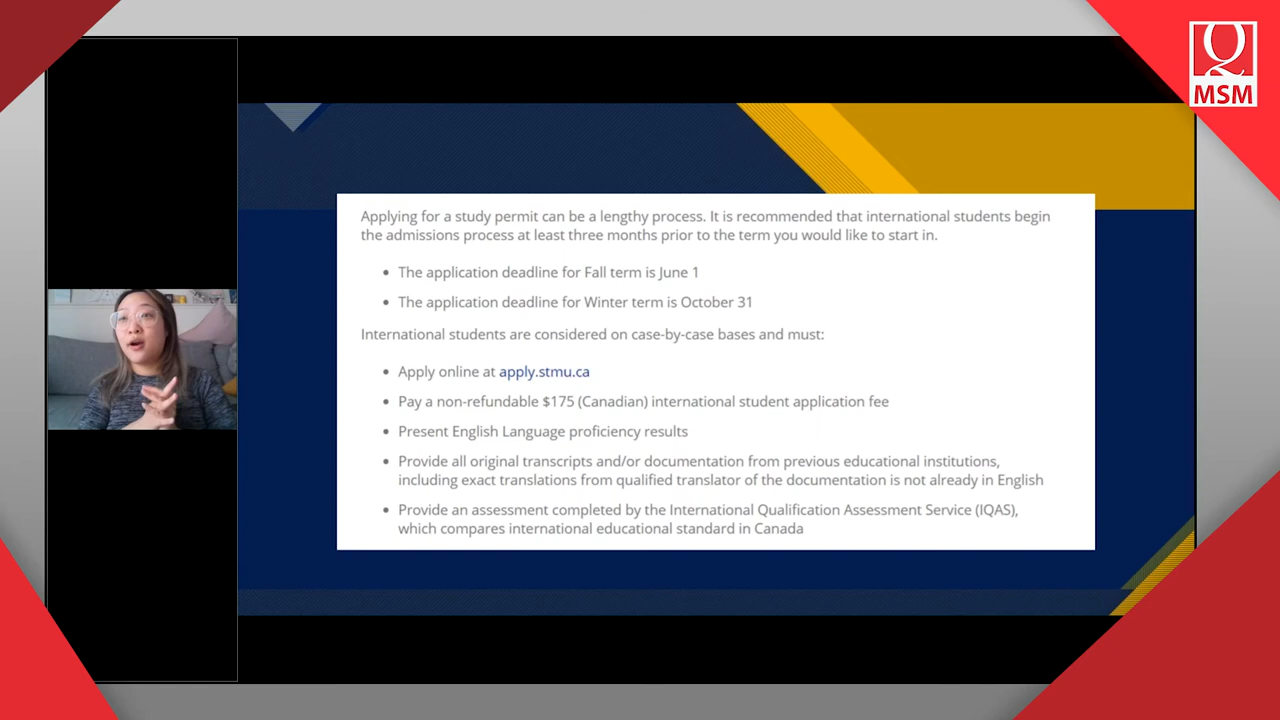 MSM
Applying for a study permit can be a lengthy process. It is recommended that international students begin
the admissions process at least three months prior to the term you would like to start in.
• The application deadline for Fall term is June 1
• The application deadline for Winter term is October 31
International students are considered on case-by-case bases and must:
• Apply online at apply.stmu.ca
• Pay a non-refundable $175 (Canadian) international student application fee
• Present English Language proficiency results
• Provide all original transcripts and/or documentation from previous educational institutions,
including exact translations from qualified translator of the documentation is not already in English
• Provide an assessment completed by the International Qualification Assessment Service (IQAS),
which compares international educational standard in Canada